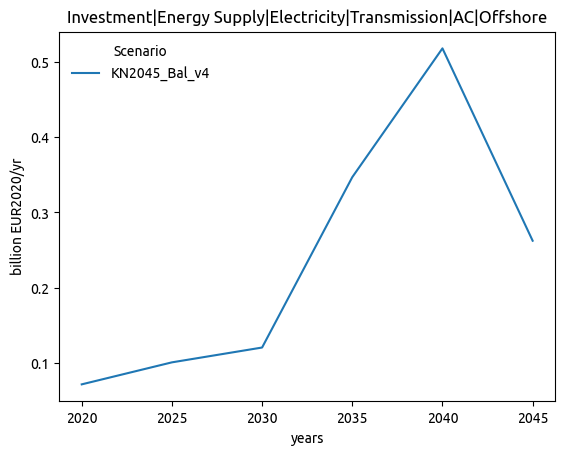 Investment|Energy Supply|Electricity|Transmission|AC|Offshore
Scenario
KN2045_Bal_v4
billion EUR2020/yr
0.5
0.4
0.3
0.2
0.1
2020 2025 2030 2035 2040 2045
years